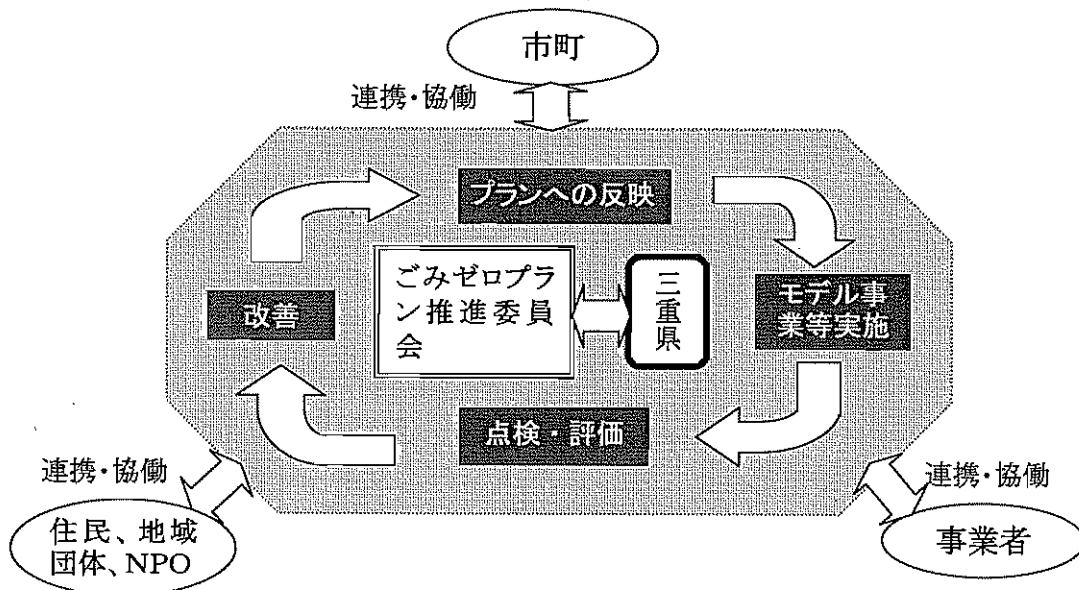 市町
連携・協働
プランへの反映
ごみゼロプラ
ン推進委員
会
三重県
モデル事
業等実施
改善
点検・評価
連携・協働
住民、地域
団体、NPO
連携・協働
事業者